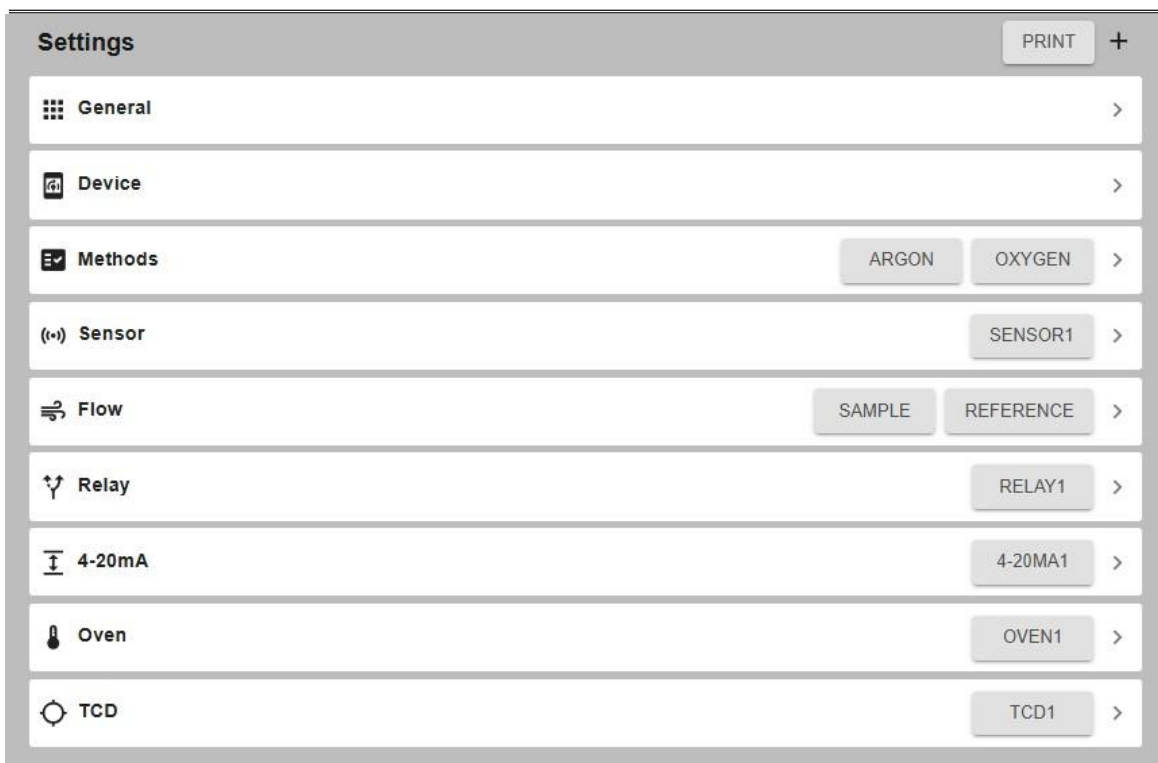 Settings PRINT +
General
Device
Methods ARGON OXYGEN
Sensor SENSOR1
Flow SAMPLE REFERENCE
Relay RELAY1
4-20mA 4-20MA1
Oven OVEN1
TCD TCD1